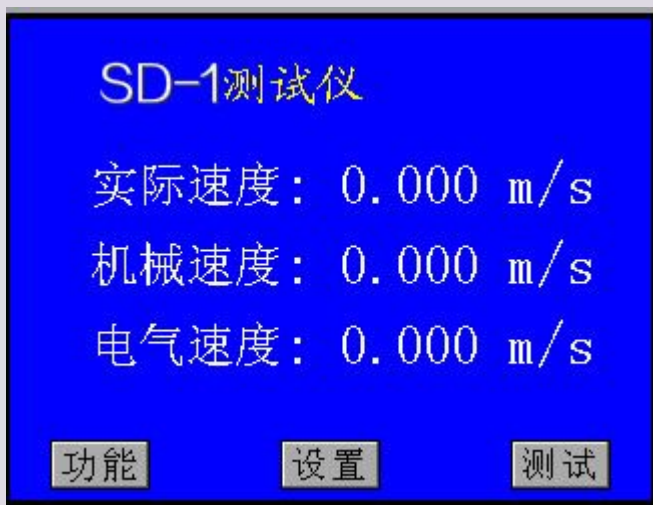 SD-1测试仪
实际速度: 0.000 m/s
机械速度: 0.000 m/s
电气速度: 0.000 m/s
功能 设置 测试